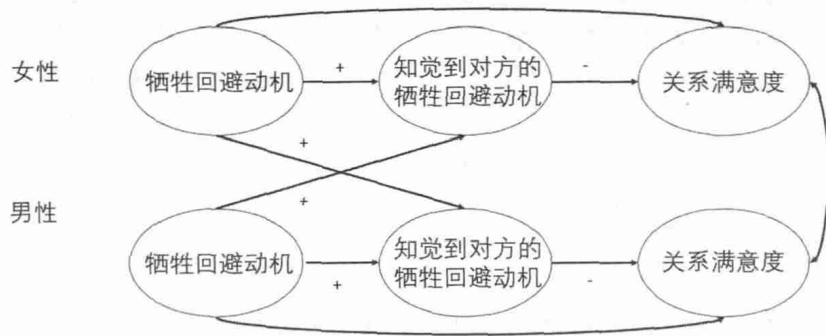 女性
牺牲回避动机
+
知觉到对方的
牺牲回避动机
-
关系满意度
+
+
男性
牺牲回避动机
+
知觉到对方的
牺牲回避动机
-
关系满意度